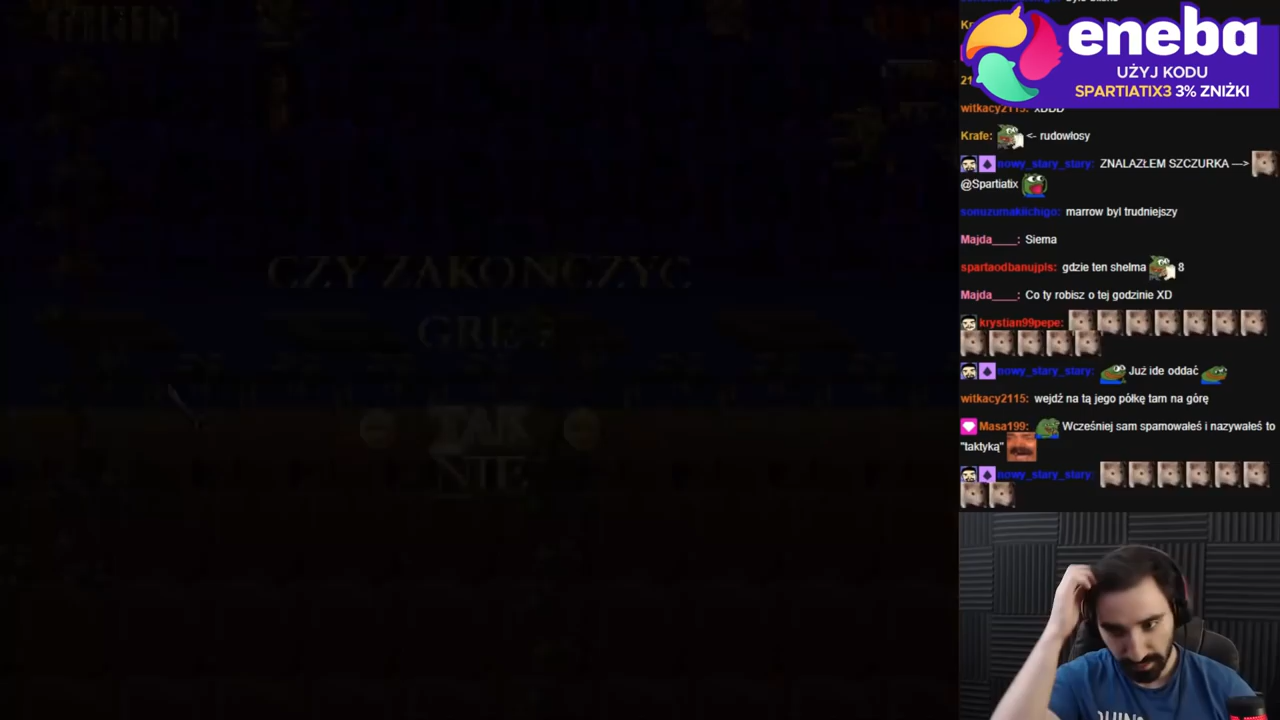 CZY ZAKOŃCZYĆ
GRĘ?
TAK
NIE
eneba
UŻYJ KODU
SPARTIATIX3 3% ZNIŻKI
witkacy2115: XDDD
Krafe: <- rudowłosy
nowy_stary_stary: ZNALAZŁEM SZCZURKA --->
@Spartiatix
sonuzumakiichigo: marrow byl trudniejszy
Majda____: Siema
spartaodbanujpls: gdzie ten shelma 8
Majda____: Co ty robisz o tej godzinie XD
krystian99pepe:
nowy_stary_stary: Już ide oddać
witkacy2115: wejdź na tą jego półkę tam na górę
Masa199: Wcześniej sam spamowałeś i nazywałeś to
"taktyką"
nowy_stary_stary: